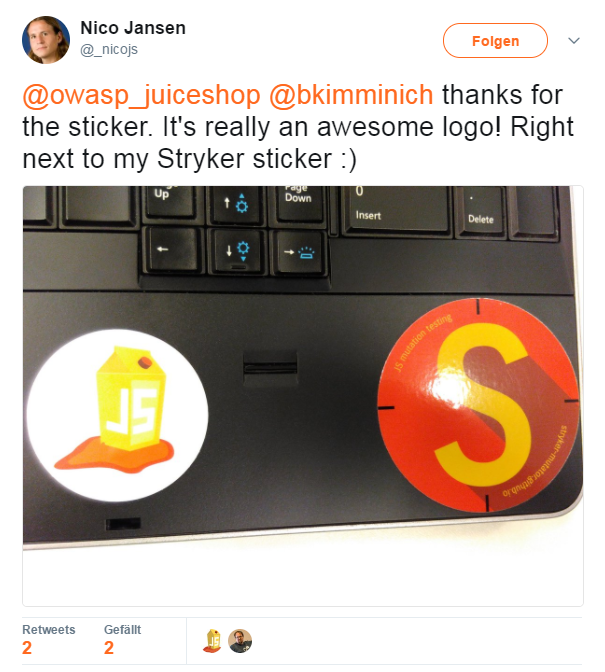 Nico Jansen
@_nicojs
Folgen
@owasp_juiceshop @bkimminich thanks for
the sticker. It's really an awesome logo! Right
next to my Stryker sticker :)
Up
Page
Down
0
Insert
.
Delete
JS
JS mutation testing
S
stryker-mutator.github.io
Retweets
2
Gefällt
2